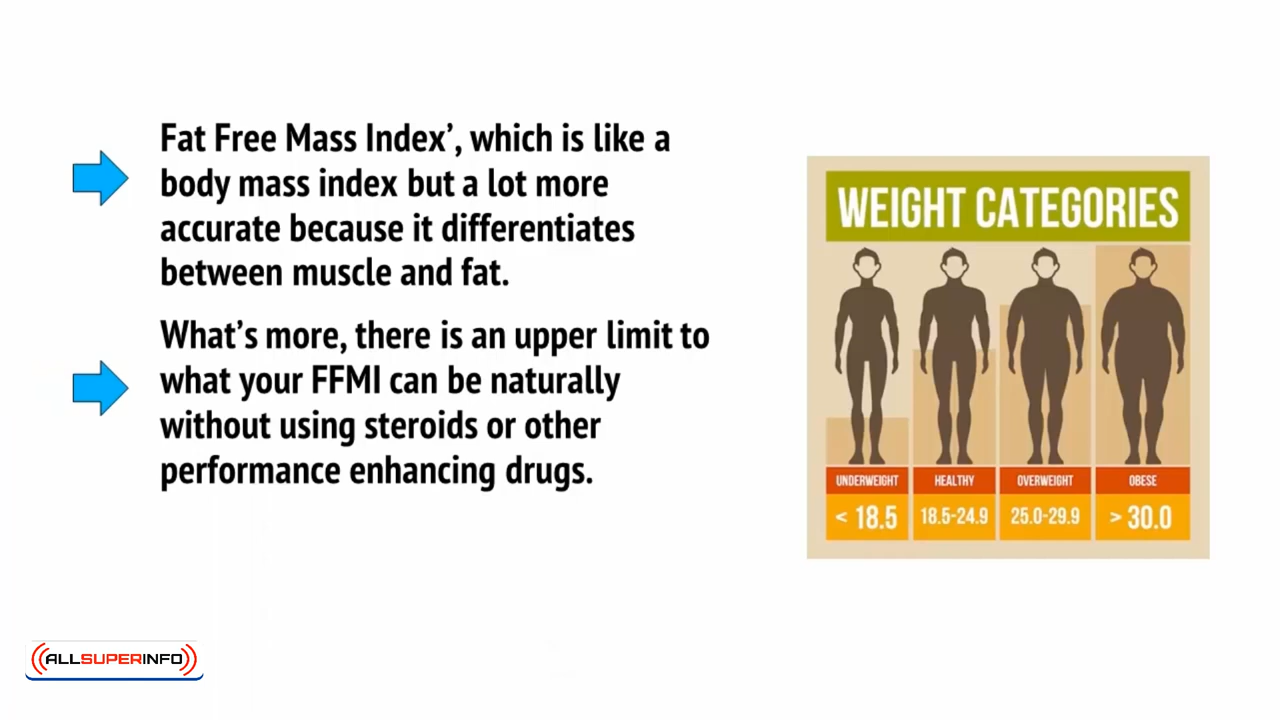 Fat Free Mass Index’, which is like a
body mass index but a lot more
accurate because it differentiates
between muscle and fat.
What’s more, there is an upper limit to
what your FFMI can be naturally
without using steroids or other
performance enhancing drugs.
WEIGHT CATEGORIES
UNDERWEIGHT HEALTHY OVERWEIGHT OBESE
< 18.5 18.5-24.9 25.0-29.9 > 30.0
ALLSUPERINFO